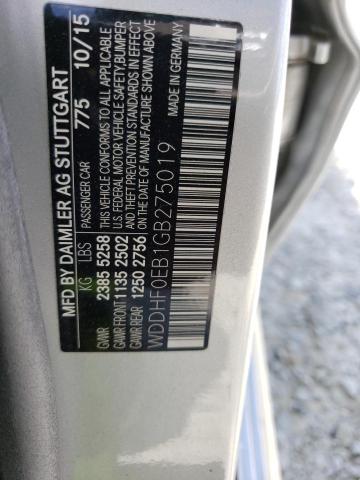 MFD BY DAIMLER AG STUTTGART
PASSENGER CAR 775 10/15
KG LBS THIS VEHICLE CONFORMS TO ALL APPLICABLE
U.S. FEDERAL MOTOR VEHICLE SAFETY, BUMPER
AND THEFT PREVENTION STANDARDS IN EFFECT
ON THE DATE OF MANUFACTURE SHOWN ABOVE
GVWR 2385 5258
GAWR FRONT 1135 2502
GAWR REAR 1250 2756
MADE IN GERMANY
WDDHF0EB1GB275019